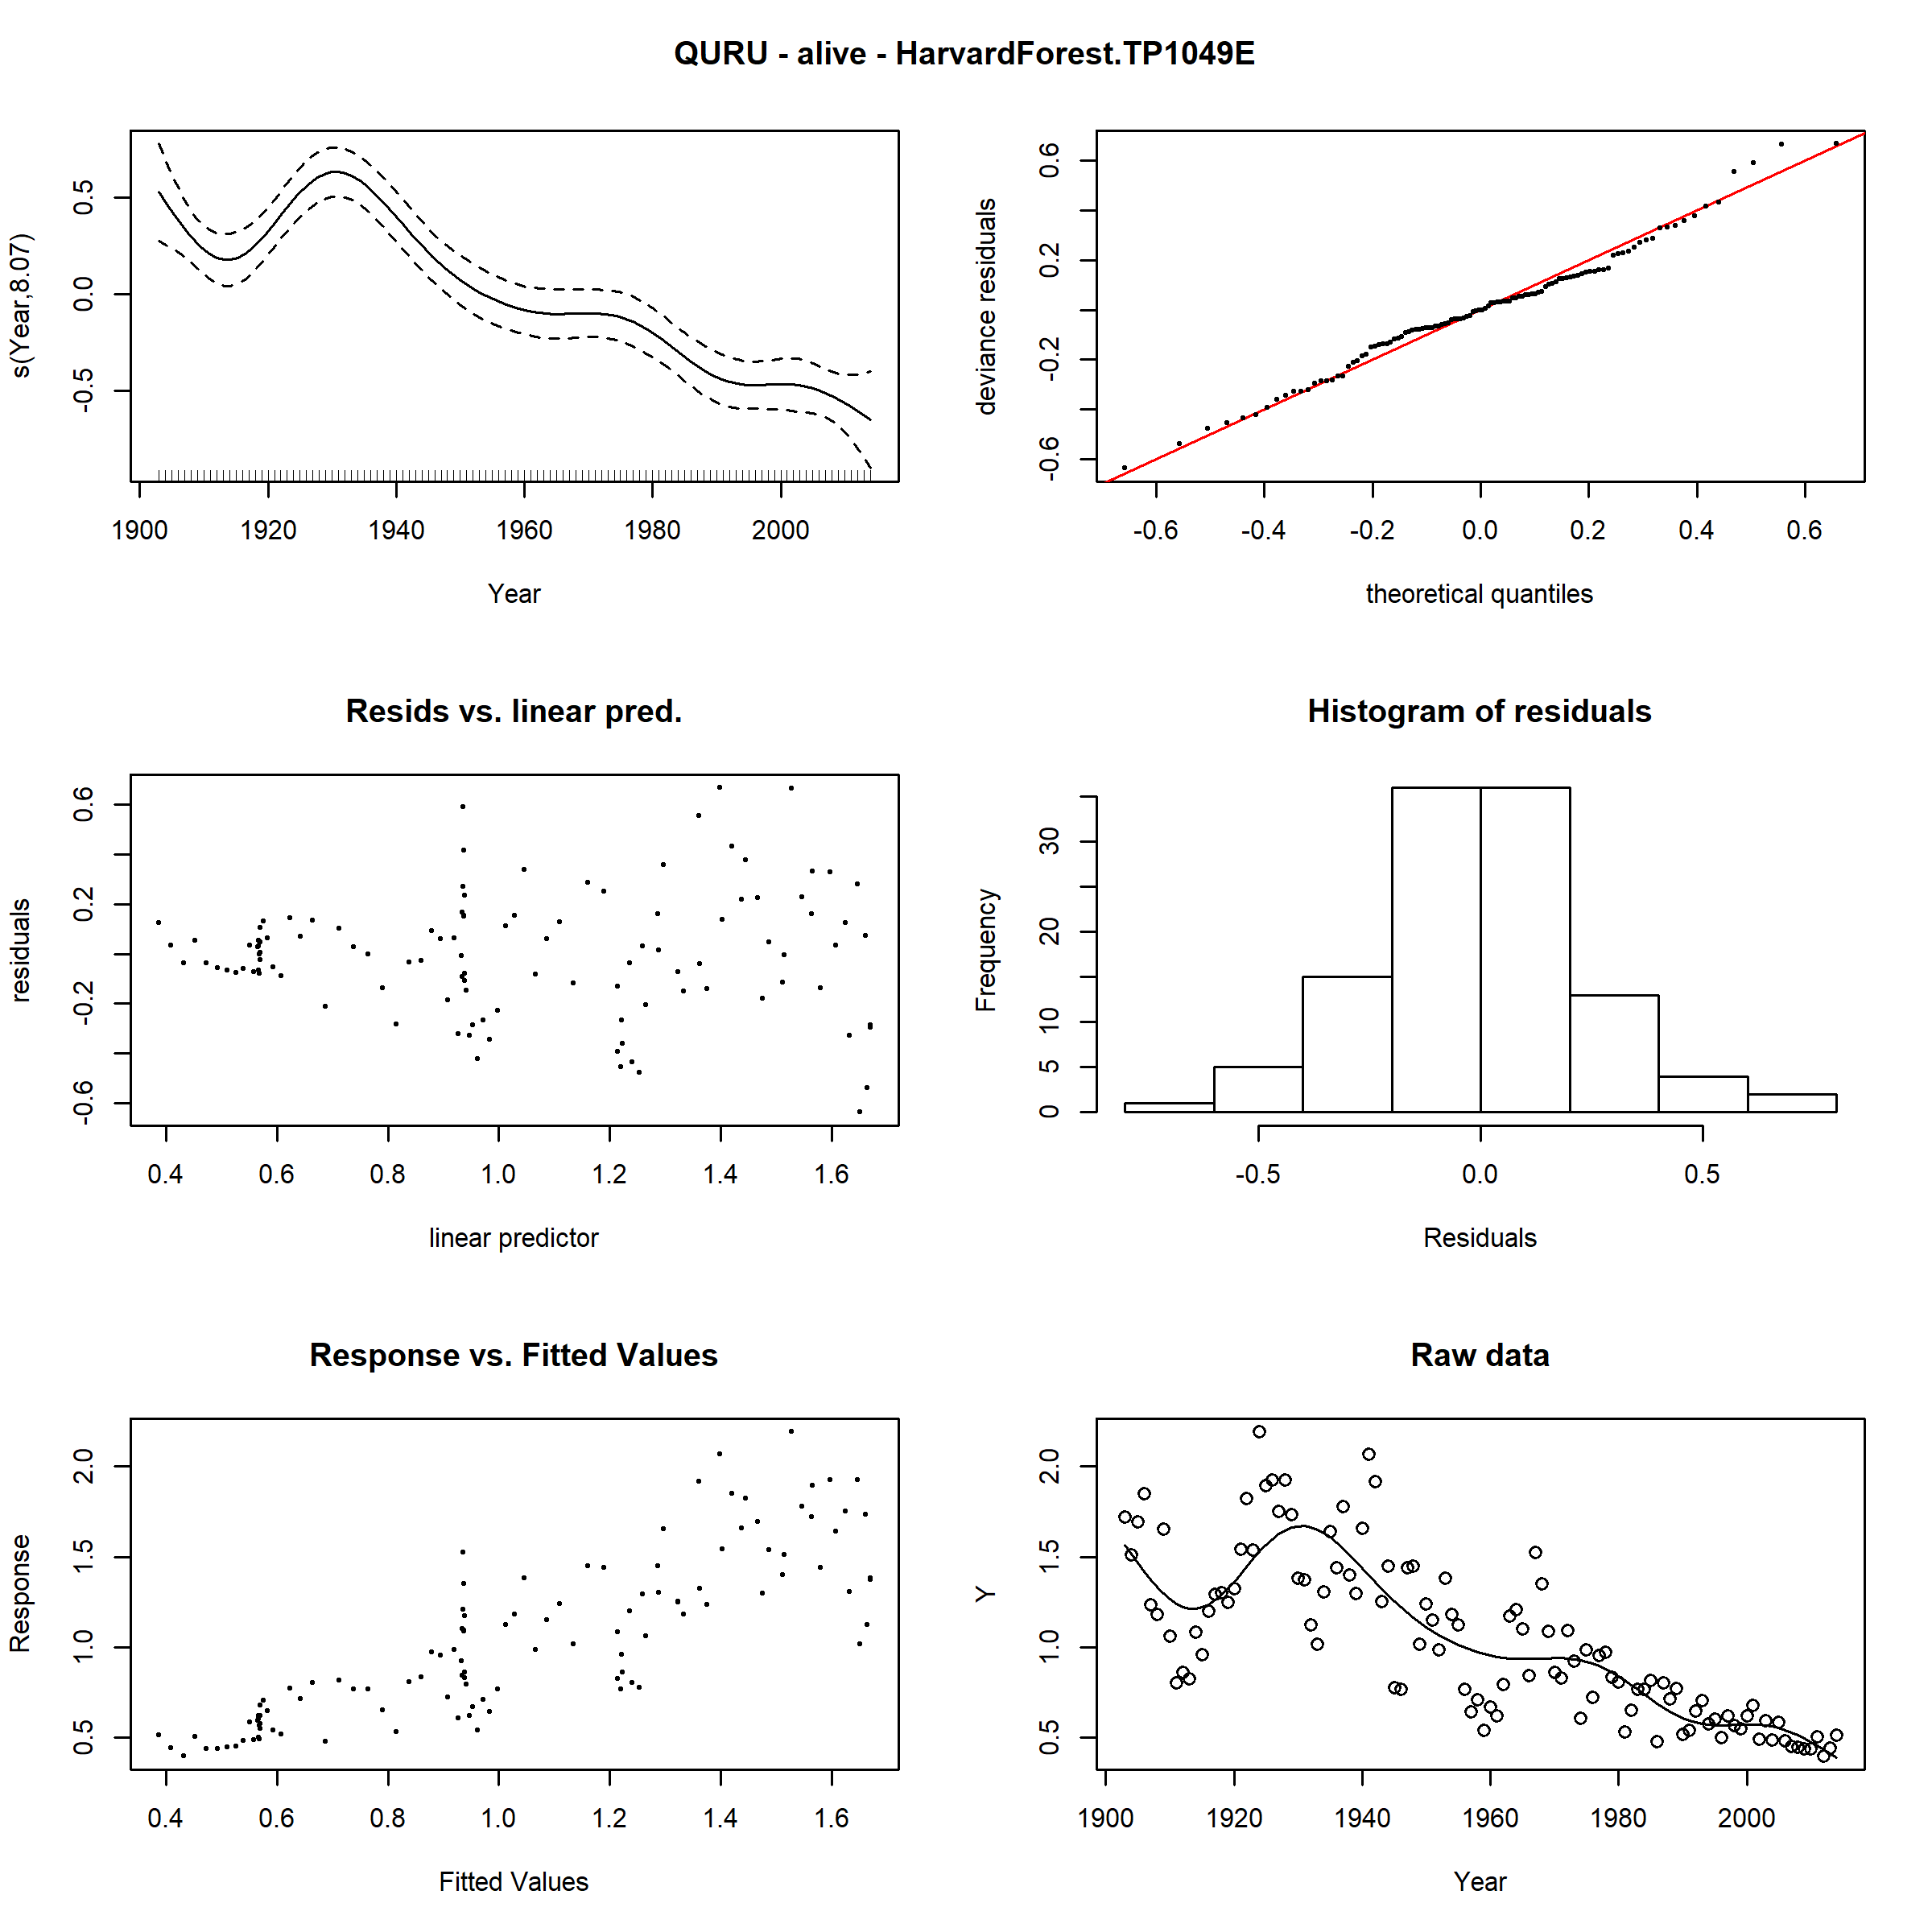 QURU - alive - HarvardForest.TP1049E
s(Year,8.07)
0.5
0.0
-0.5
1900 1920 1940 1960 1980 2000
Year
deviance residuals
0.6
0.2
-0.2
-0.6
-0.6 -0.4 -0.2 0.0 0.2 0.4 0.6
theoretical quantiles
Resids vs. linear pred.
residuals
0.6
0.2
-0.2
-0.6
0.4 0.6 0.8 1.0 1.2 1.4 1.6
linear predictor
Histogram of residuals
Frequency
30
20
10
5
0
-0.5 0.0 0.5
Residuals
Response vs. Fitted Values
Response
2.0
1.5
1.0
0.5
0.4 0.6 0.8 1.0 1.2 1.4 1.6
Fitted Values
Raw data
Y
2.0
1.5
1.0
0.5
1900 1920 1940 1960 1980 2000
Year